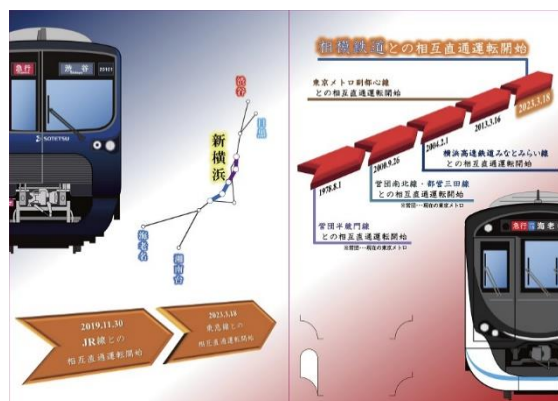 急行
渋谷
SOTETSU
渋谷
目黒
新横浜
海老名
湘南台
2019.11.30
JR線との
相互直通運転開始
2023.3.18
東急線との
相互直通運転開始
相模鉄道との相互直通運転開始
東京メトロ副都心線
との相互直通運転開始
2023.3.18
2013.3.16
2004.2.1
2000.9.26
1978.8.1
横浜高速鉄道みなとみらい線
との相互直通運転開始
営団南北線・都営三田線
との相互直通運転開始
※営団･･･現在の東京メトロ
営団半蔵門線
との相互直通運転開始
※営団･･･現在の東京メトロ
急行
海老